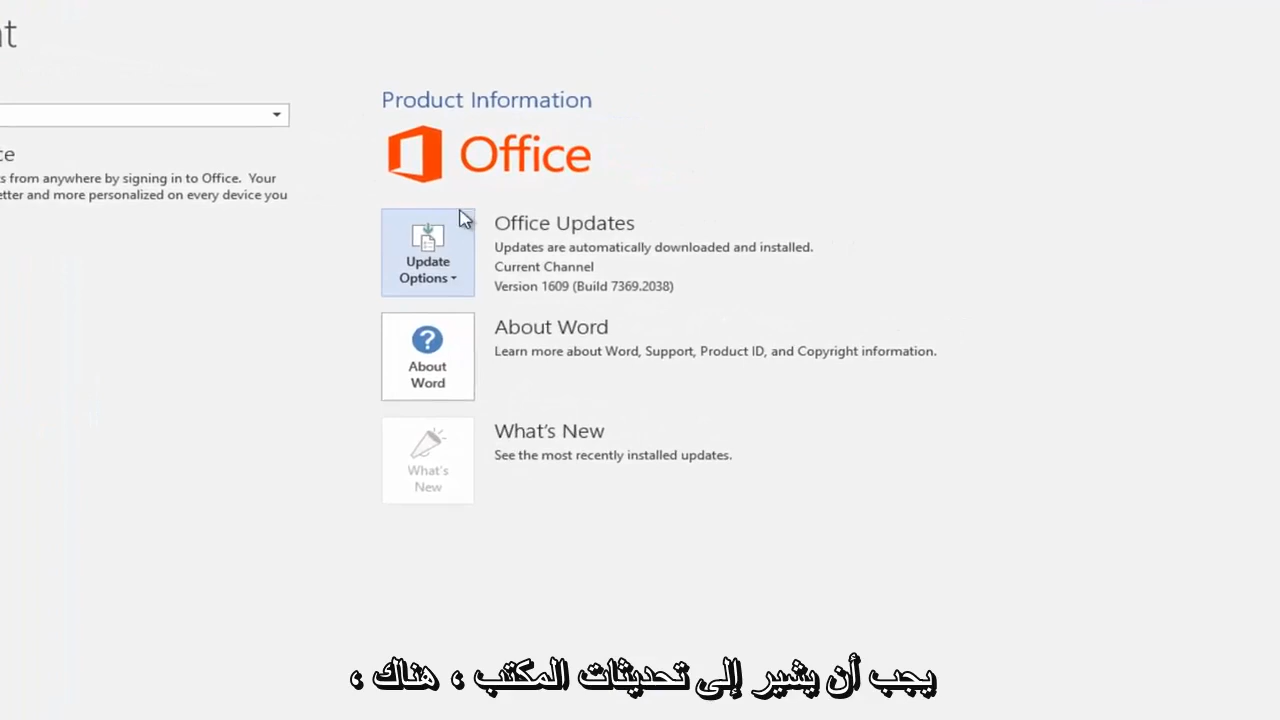 t
Product Information
ce
s from anywhere by signing in to Office. Your
etter and more personalized on every device you
Office
Update
Options
Office Updates
Updates are automatically downloaded and installed.
Current Channel
Version 1609 (Build 7369.2038)
About
Word
About Word
Learn more about Word, Support, Product ID, and Copyright information.
What's
New
What's New
See the most recently installed updates.
يجب أن يشير إلى تحديثات المكتب ، هناك ،